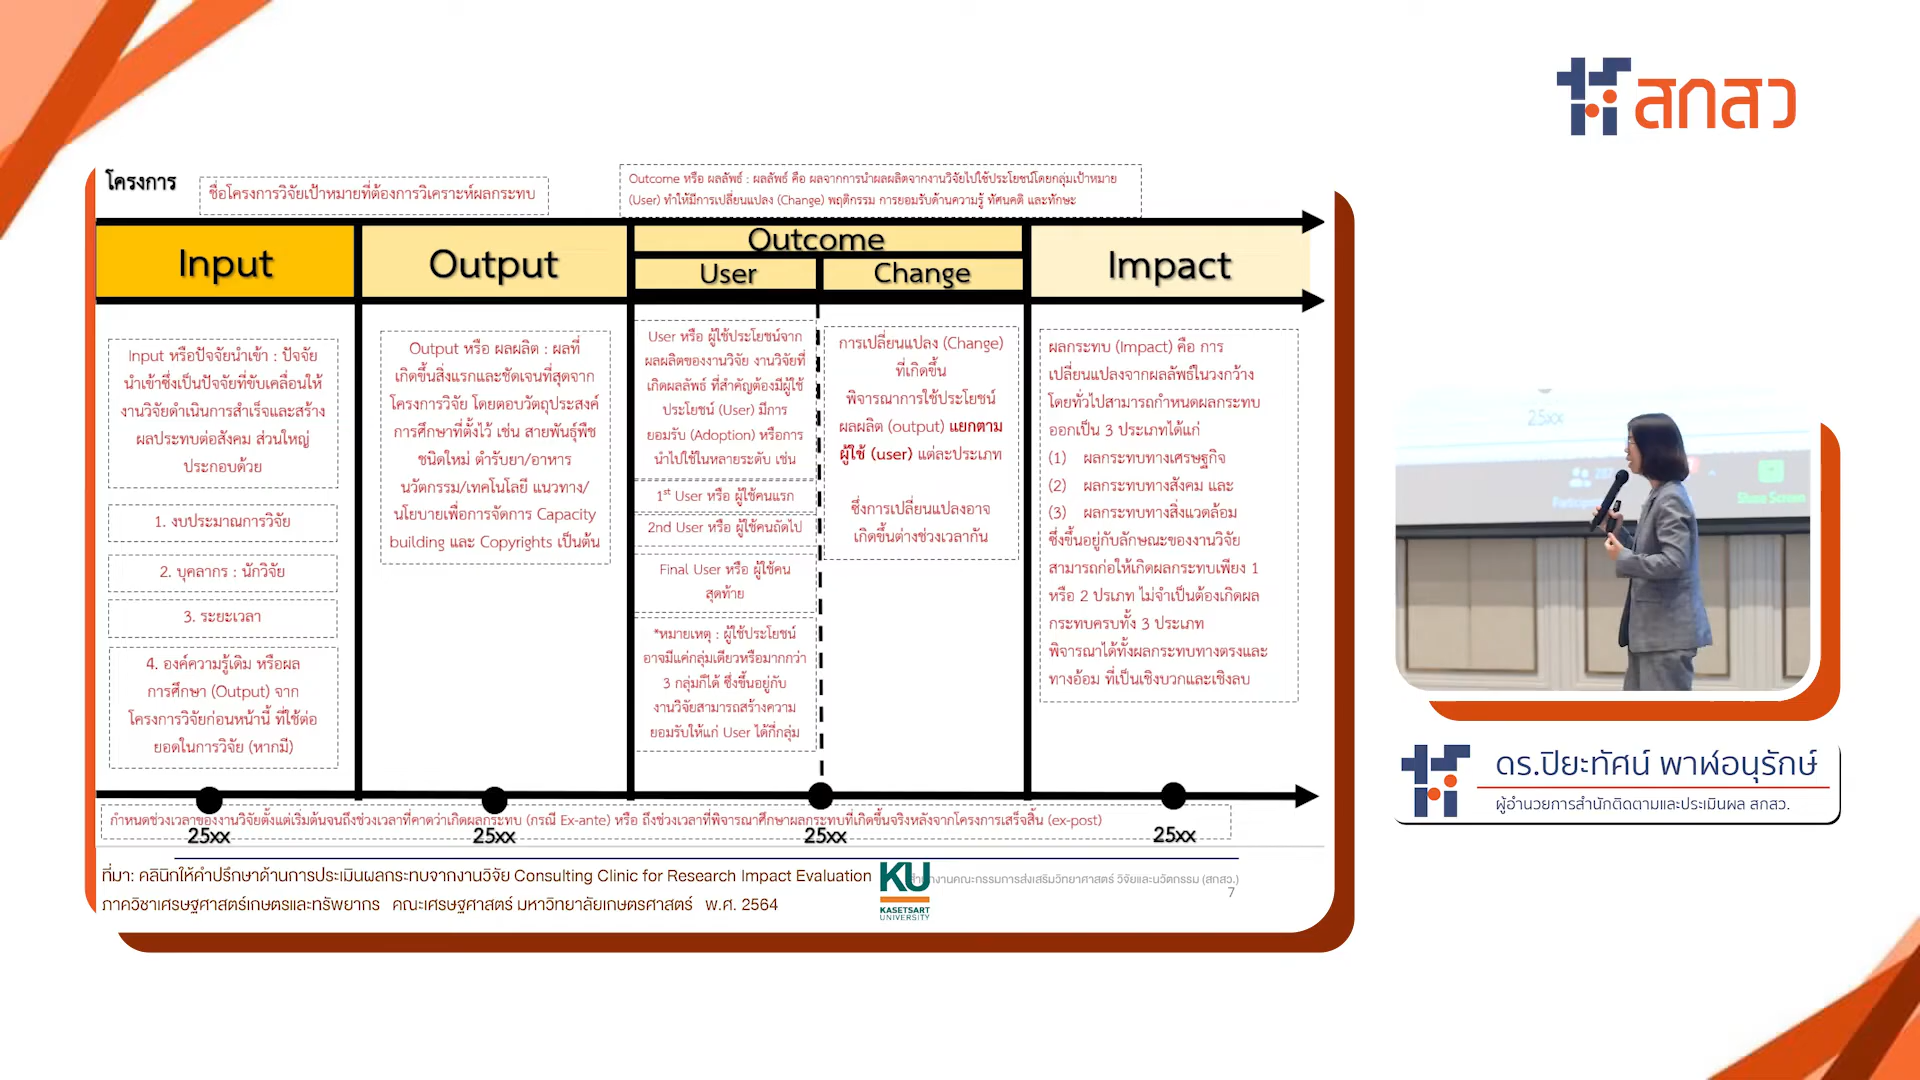 สกสว
โครงการ
ชื่อโครงการวิจัยเป้าหมายที่ต้องการวิเคราะห์ผลกระทบ
Outcome หรือ ผลลัพธ์ : ผลลัพธ์ คือ ผลจากการนำผลผลิตจากงานวิจัยไปใช้ประโยชน์โดยกลุ่มเป้าหมาย
(User) ทำให้มีการเปลี่ยนแปลง (Change) พฤติกรรม การยอมรับด้านความรู้ ทัศนคติ และทักษะ
Input
Output
Outcome
User
Change
Impact
Input หรือปัจจัยนำเข้า : ปัจจัย
นำเข้าซึ่งเป็นปัจจัยที่ขับเคลื่อนให้
งานวิจัยดำเนินการสำเร็จและสร้าง
ผลประทบต่อสังคม ส่วนใหญ่
ประกอบด้วย
1. งบประมาณการวิจัย
2. บุคลากร : นักวิจัย
3. ระยะเวลา
4. องค์ความรู้เดิม หรือผล
การศึกษา (Output) จาก
โครงการวิจัยก่อนหน้านี้ ที่ใช้ต่อ
ยอดในการวิจัย (หากมี)
Output หรือ ผลผลิต : ผลที่
เกิดขึ้นสิ่งแรกและชัดเจนที่สุดจาก
โครงการวิจัย โดยตอบวัตถุประสงค์
การศึกษาที่ตั้งไว้ เช่น สายพันธุ์พืช
ชนิดใหม่ ตำรับยา/อาหาร
นวัตกรรม/เทคโนโลยี แนวทาง/
นโยบายเพื่อการจัดการ Capacity
building และ Copyrights เป็นต้น
User หรือ ผู้ใช้ประโยชน์จาก
ผลผลิตของงานวิจัย งานวิจัยที่
เกิดผลลัพธ์ ที่สำคัญต้องมีผู้ใช้
ประโยชน์ (User) มีการ
ยอมรับ (Adoption) หรือการ
นำไปใช้ในหลายระดับ เช่น
1st User หรือ ผู้ใช้คนแรก
2nd User หรือ ผู้ใช้คนถัดไป
Final User หรือ ผู้ใช้คน
สุดท้าย
*หมายเหตุ : ผู้ใช้ประโยชน์
อาจมีแค่กลุ่มเดียวหรือมากกว่า
3 กลุ่มก็ได้ ซึ่งขึ้นอยู่กับ
งานวิจัยสามารถสร้างความ
ยอมรับให้แก่ User ได้กี่กลุ่ม
การเปลี่ยนแปลง (Change)
ที่เกิดขึ้น
พิจารณาการใช้ประโยชน์
ผลผลิต (output) แยกตาม
ผู้ใช้ (user) แต่ละประเภท
ซึ่งการเปลี่ยนแปลงอาจ
เกิดขึ้นต่างช่วงเวลากัน
ผลกระทบ (Impact) คือ การ
เปลี่ยนแปลงจากผลลัพธ์ในวงกว้าง
โดยทั่วไปสามารถกำหนดผลกระทบ
ออกเป็น 3 ประเภทได้แก่
(1) ผลกระทบทางเศรษฐกิจ
(2) ผลกระทบทางสังคม และ
(3) ผลกระทบทางสิ่งแวดล้อม
ซึ่งขึ้นอยู่กับลักษณะของงานวิจัย
สามารถก่อให้เกิดผลกระทบเพียง 1
หรือ 2 ปรเภท ไม่จำเป็นต้องเกิดผล
กระทบครบทั้ง 3 ประเภท
พิจารณาได้ทั้งผลกระทบทางตรงและ
ทางอ้อม ที่เป็นเชิงบวกและเชิงลบ
กำหนดช่วงเวลาของงานวิจัยตั้งแต่เริ่มต้นจนถึงช่วงเวลาที่คาดว่าเกิดผลกระทบ (กรณี Ex-ante) หรือ ถึงช่วงเวลาที่พิจารณาศึกษาผลกระทบที่เกิดขึ้นจริงหลังจากโครงการเสร็จสิ้น (ex-post)
25xx 25xx 25xx 25xx
ที่มา: คลินิกให้คำปรึกษาด้านการประเมินผลกระทบจากงานวิจัย Consulting Clinic for Research Impact Evaluation
ภาควิชาเศรษฐศาสตร์เกษตรและทรัพยากร คณะเศรษฐศาสตร์ มหาวิทยาลัยเกษตรศาสตร์ พ.ศ. 2564
KU
KASETSART
UNIVERSITY
สำนักงานคณะกรรมการส่งเสริมวิทยาศาสตร์ วิจัยและนวัตกรรม (สกสว.)
7
25xx
Share Screen
ดร.ปิยะทัศน์ พาฬอนุรักษ์
ผู้อำนวยการสำนักติดตามและประเมินผล สกสว.